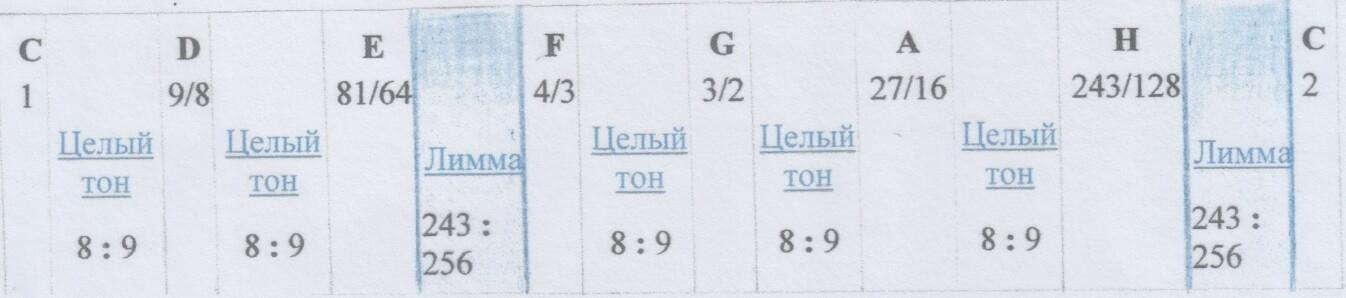 C D E F G A H C
1 9/8 81/64 4/3 3/2 27/16 243/128 2
Целый тон Целый тон Лимма Целый тон Целый тон Целый тон Лимма
8 : 9 8 : 9 243 : 256 8 : 9 8 : 9 8 : 9 243 : 256